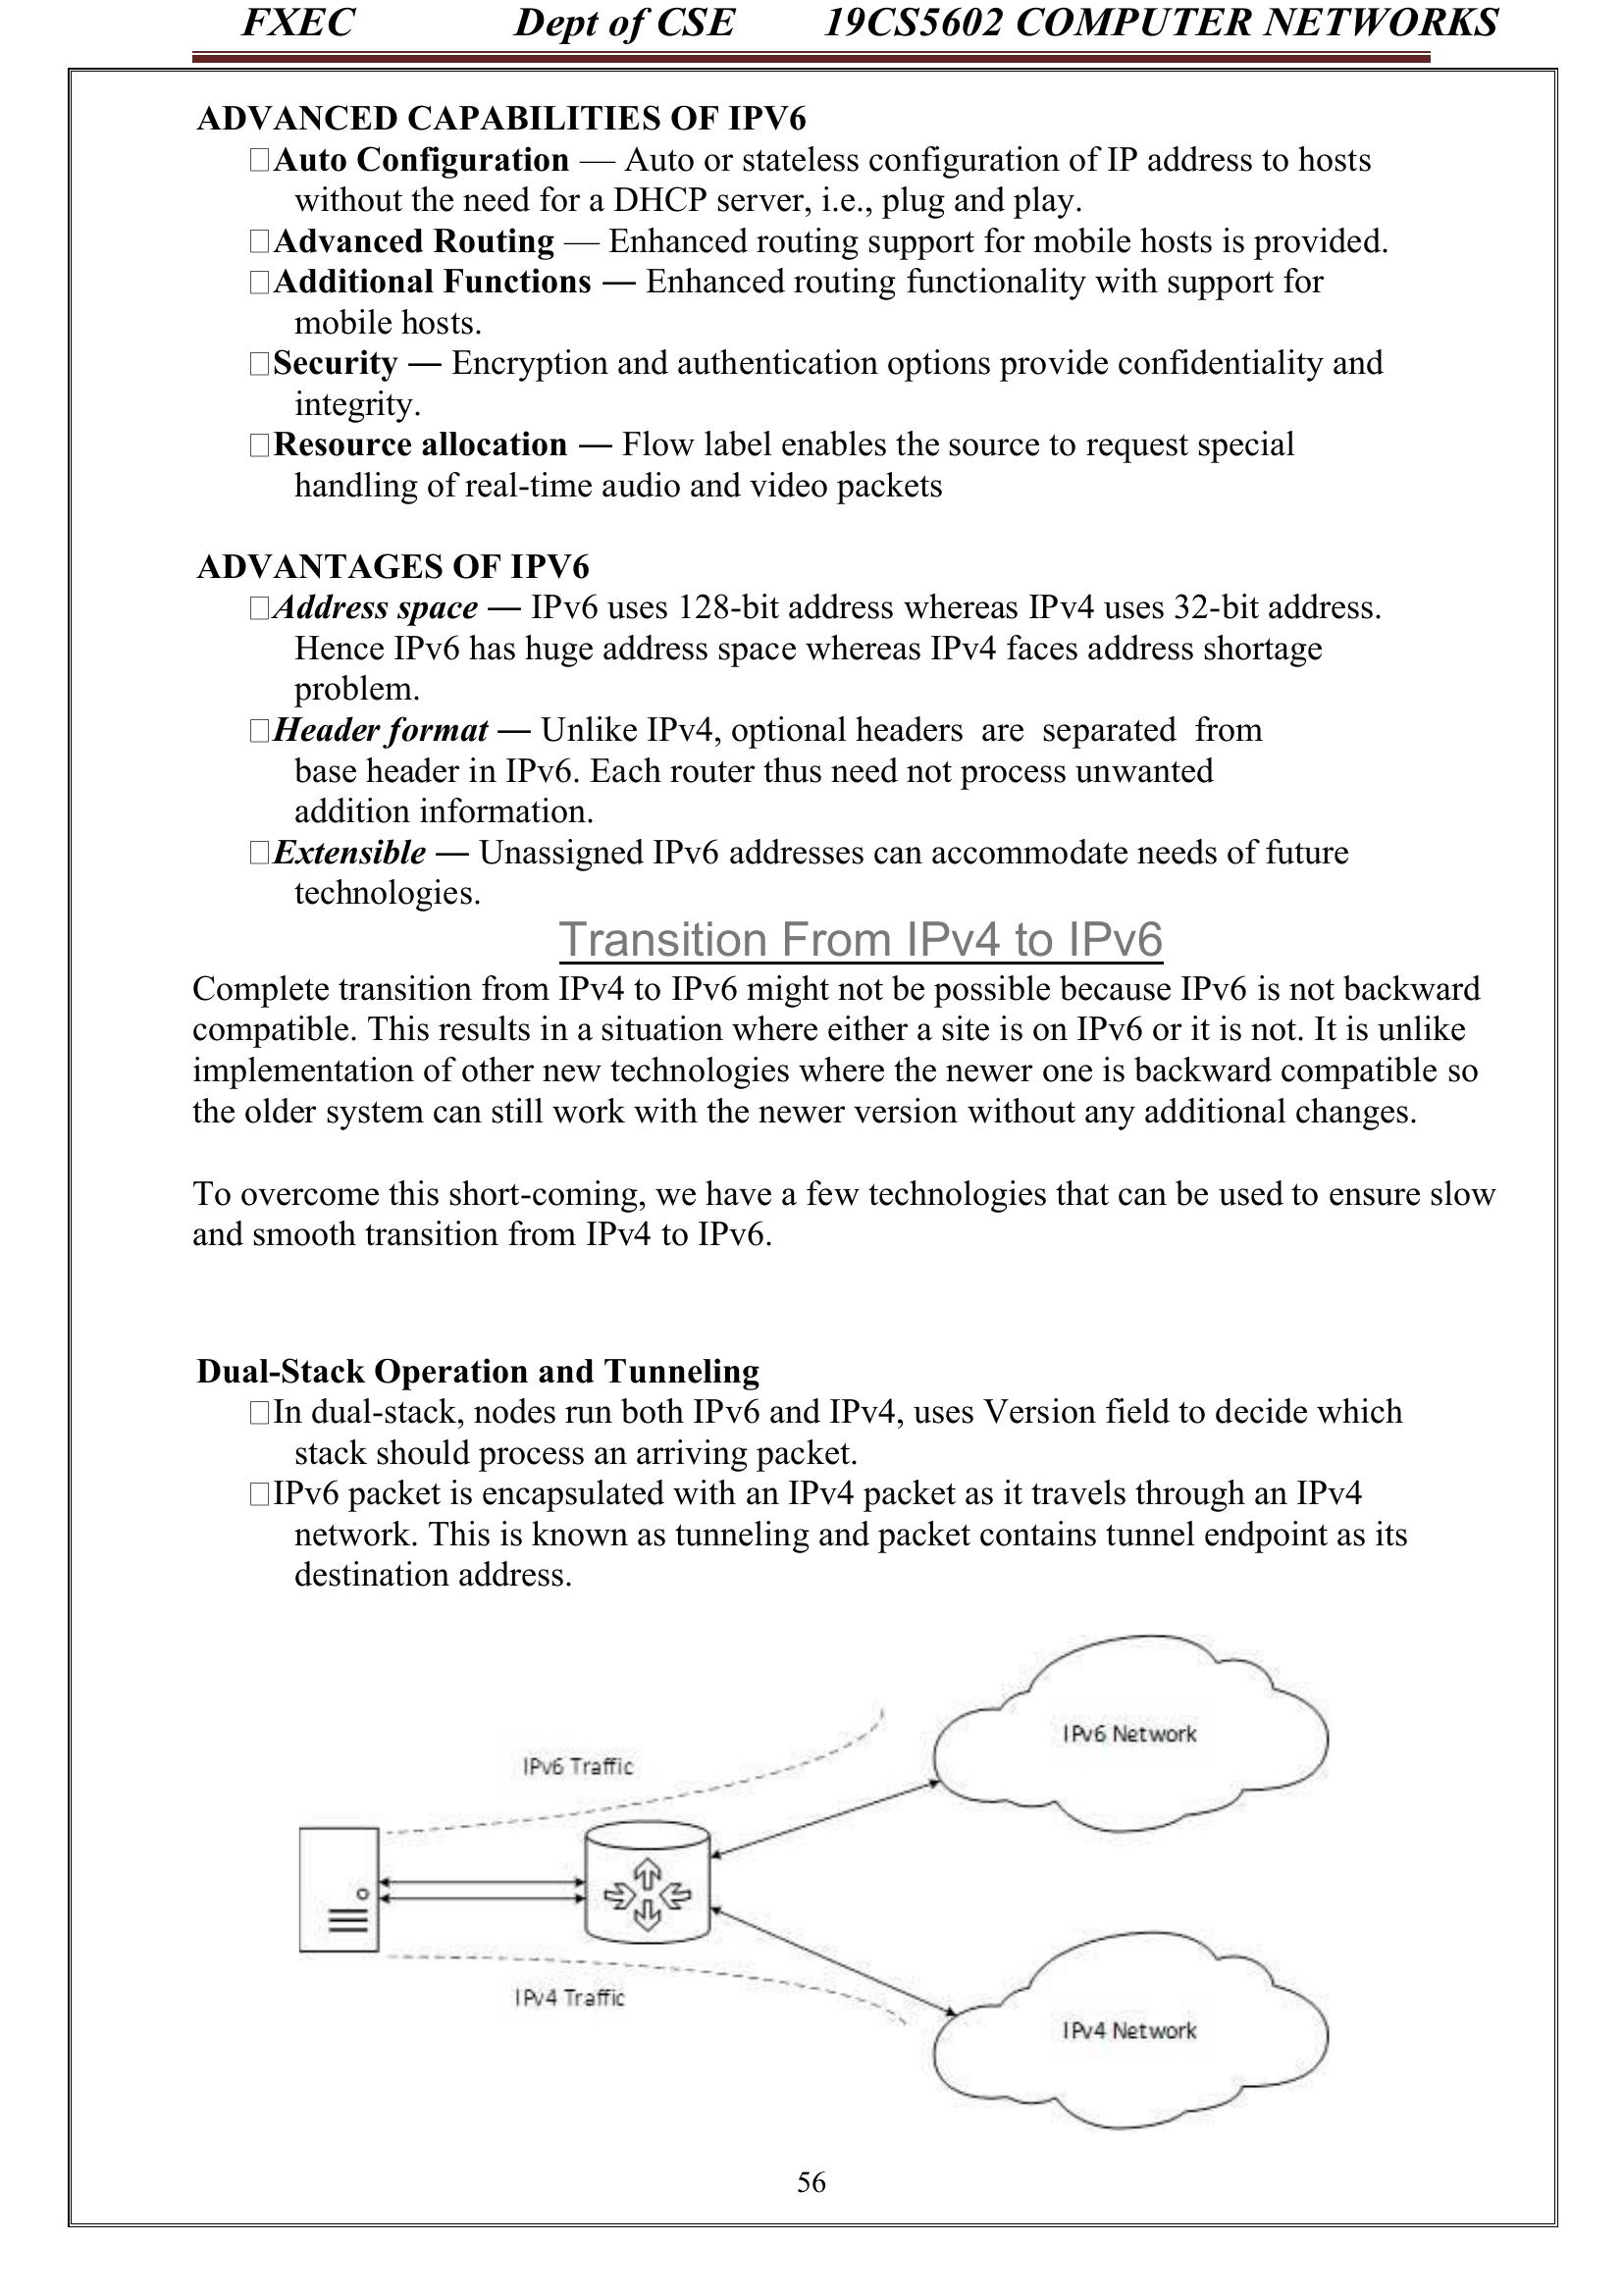 FXEC Dept of CSE 19CS5602 COMPUTER NETWORKS
ADVANCED CAPABILITIES OF IPV6
□Auto Configuration — Auto or stateless configuration of IP address to hosts
without the need for a DHCP server, i.e., plug and play.
□Advanced Routing — Enhanced routing support for mobile hosts is provided.
□Additional Functions — Enhanced routing functionality with support for
mobile hosts.
□Security — Encryption and authentication options provide confidentiality and
integrity.
□Resource allocation — Flow label enables the source to request special
handling of real-time audio and video packets
ADVANTAGES OF IPV6
□Address space — IPv6 uses 128-bit address whereas IPv4 uses 32-bit address.
Hence IPv6 has huge address space whereas IPv4 faces address shortage
problem.
□Header format — Unlike IPv4, optional headers are separated from
base header in IPv6. Each router thus need not process unwanted
addition information.
□Extensible — Unassigned IPv6 addresses can accommodate needs of future
technologies.
Transition From IPv4 to IPv6
Complete transition from IPv4 to IPv6 might not be possible because IPv6 is not backward
compatible. This results in a situation where either a site is on IPv6 or it is not. It is unlike
implementation of other new technologies where the newer one is backward compatible so
the older system can still work with the newer version without any additional changes.
To overcome this short-coming, we have a few technologies that can be used to ensure slow
and smooth transition from IPv4 to IPv6.
Dual-Stack Operation and Tunneling
□In dual-stack, nodes run both IPv6 and IPv4, uses Version field to decide which
stack should process an arriving packet.
□IPv6 packet is encapsulated with an IPv4 packet as it travels through an IPv4
network. This is known as tunneling and packet contains tunnel endpoint as its
destination address.
IPv6 Network
IPv6 Traffic
IPv4 Traffic
IPv4 Network
56